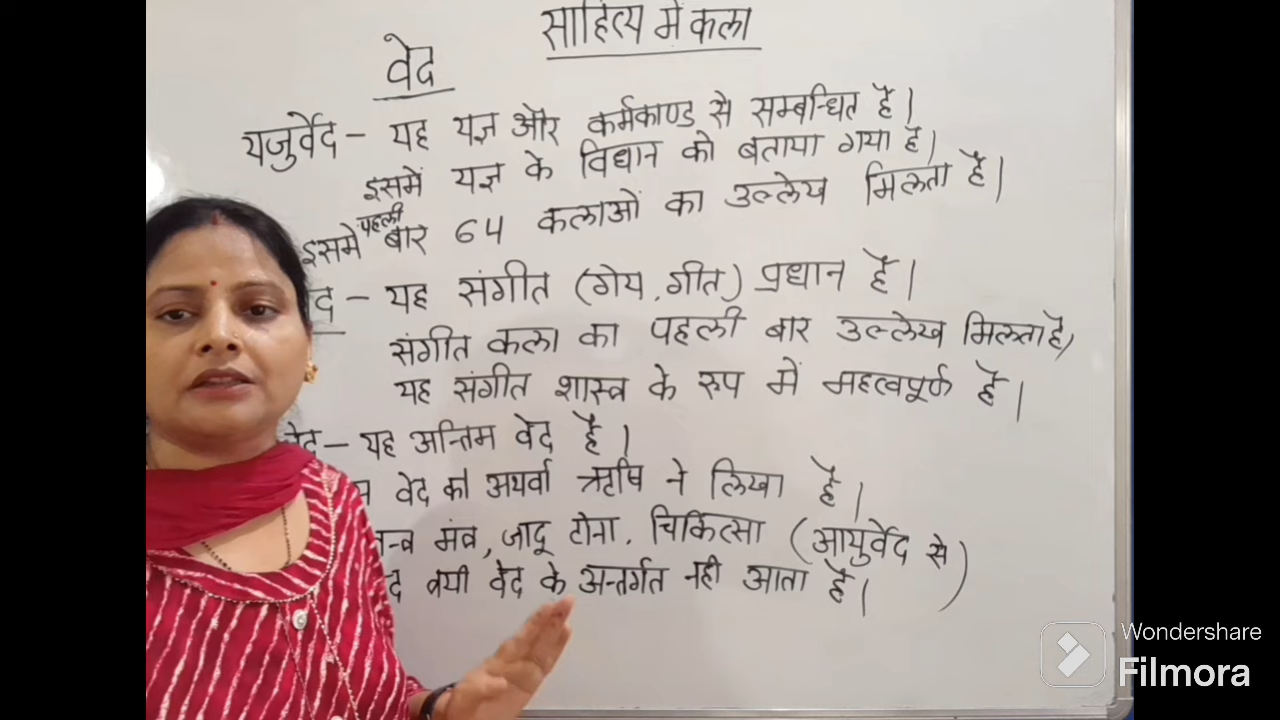 साहित्य में कला
वेद
यजुर्वेद – यह यज्ञ और कर्मकाण्ड से सम्बन्धित है।
इसमें यज्ञ के विधान को बताया गया है।
इसमें पहली बार 64 कलाओं का उल्लेख मिलता है।
द – यह संगीत (गेय, गीत) प्रधान है।
संगीत कला का पहली बार उल्लेख मिलता है,
यह संगीत शास्त्र के रुप में महत्वपूर्ण है।
वेद – यह अन्तिम वेद है।
वेद को अथर्वा ऋषि ने लिखा है।
मंत्र, जादू टोना, चिकित्सा (आयुर्वेद से)
द त्रयी वेद के अन्तर्गत नही आता है।
Wondershare
Filmora